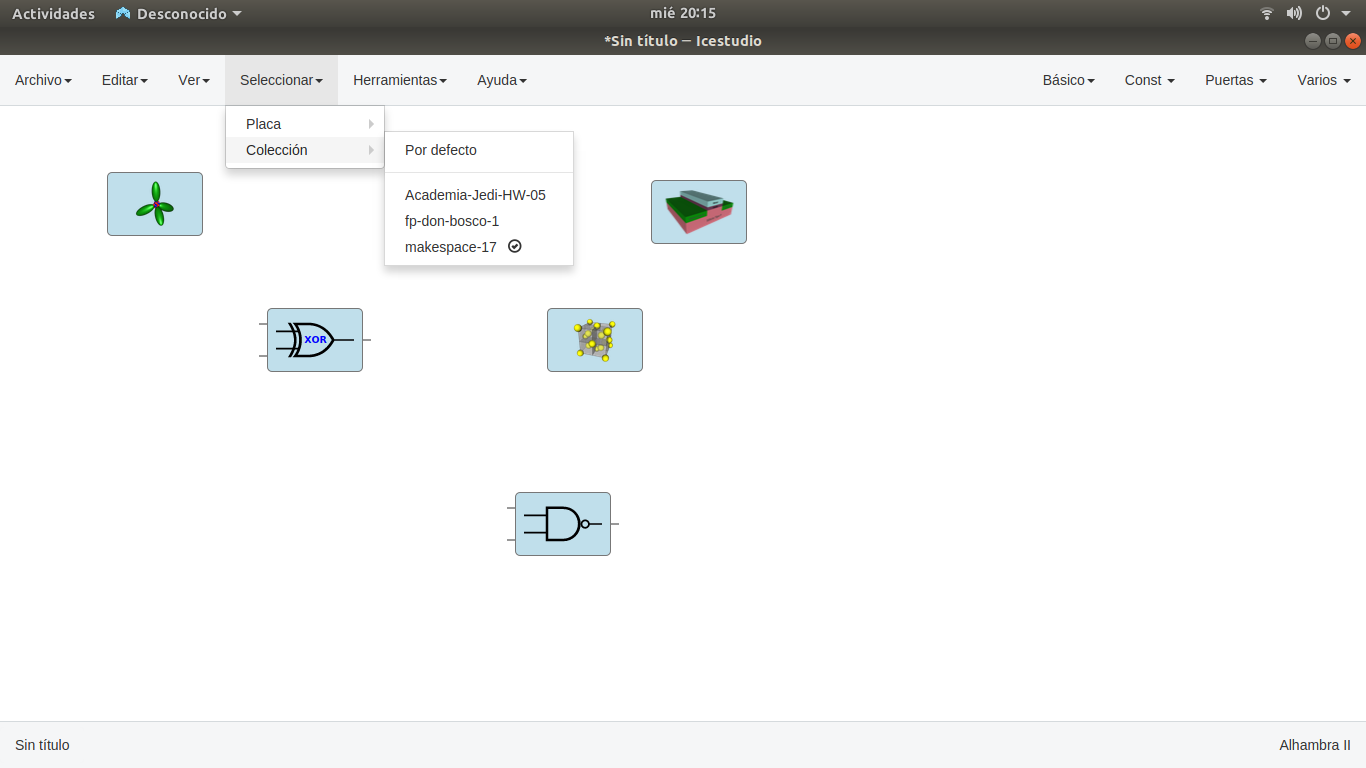 Actividades Desconocido mié 20:15
*Sin título — Icestudio
Archivo Editar Ver Seleccionar Herramientas Ayuda Básico Const Puertas Varios
Placa
Colección
Por defecto
Academia-Jedi-HW-05
fp-don-bosco-1
makespace-17
XOR
Sin título Alhambra II